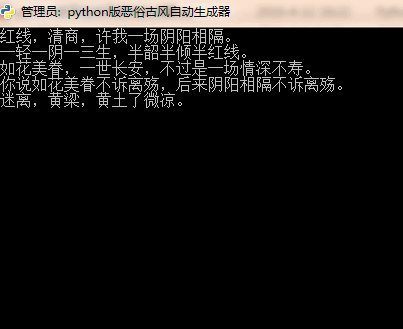 管理员: python版恶俗古风自动生成器
红线，清商，许我一场阴阳相隔。
一轻一阴一三生，半韶半倾半红线。
如花美眷，一世长安，不过是一场情深不寿。
你说如花美眷不诉离殇，后来阴阳相隔不诉离殇。
迷离，黄粱，黄土了微凉。